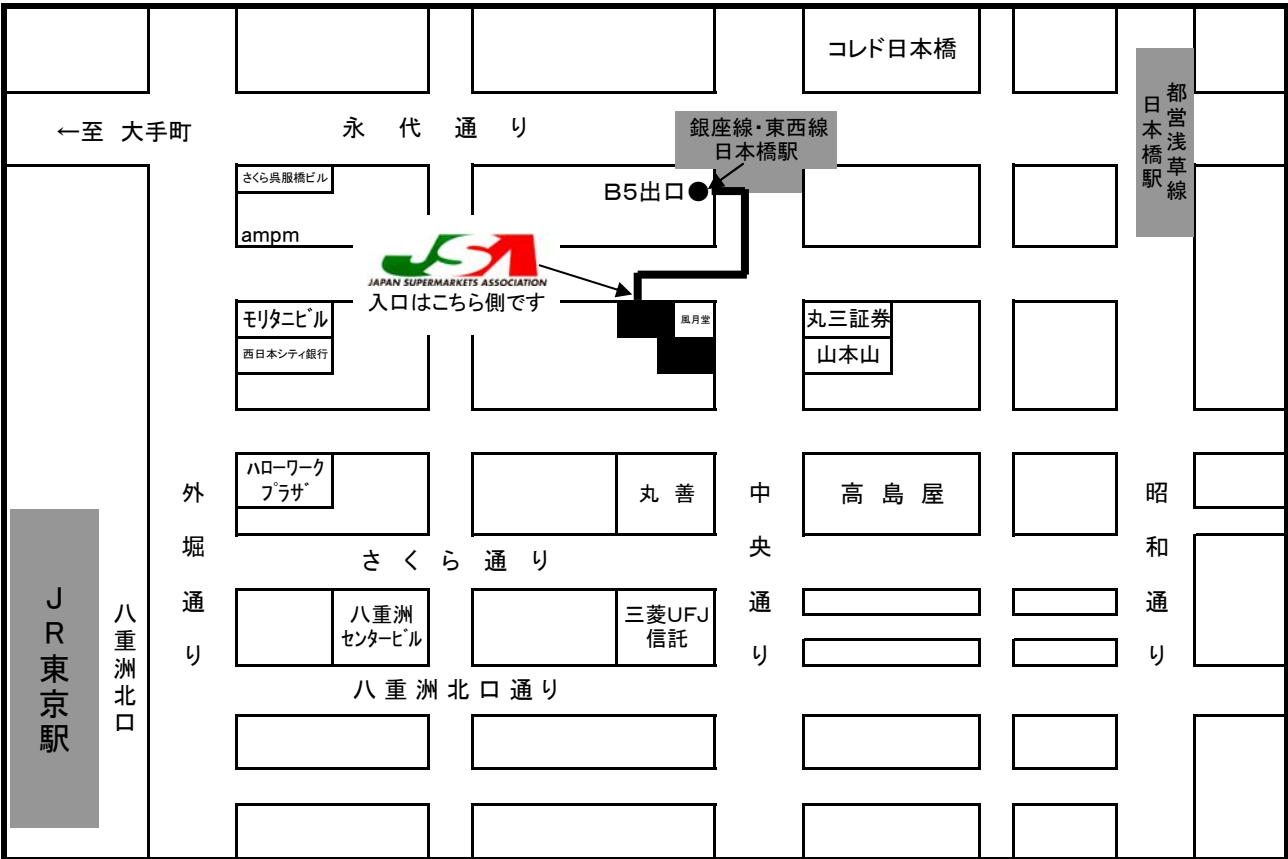 コレド日本橋
都営浅草線
日本橋駅
←至 大手町
永代通り
銀座線・東西線
日本橋駅
さくら呉服橋ビル
B5出口
ampm
JSA
JAPAN SUPERMARKETS ASSOCIATION
入口はこちら側です
モリタニビル
西日本シティ銀行
風月堂
丸三証券
山本山
ハローワーク
プラザ
丸善
高島屋
外堀通り
中央通り
昭和通り
さくら通り
JR東京駅
八重洲北口
八重洲
センタービル
三菱UFJ
信託
八重洲北口通り